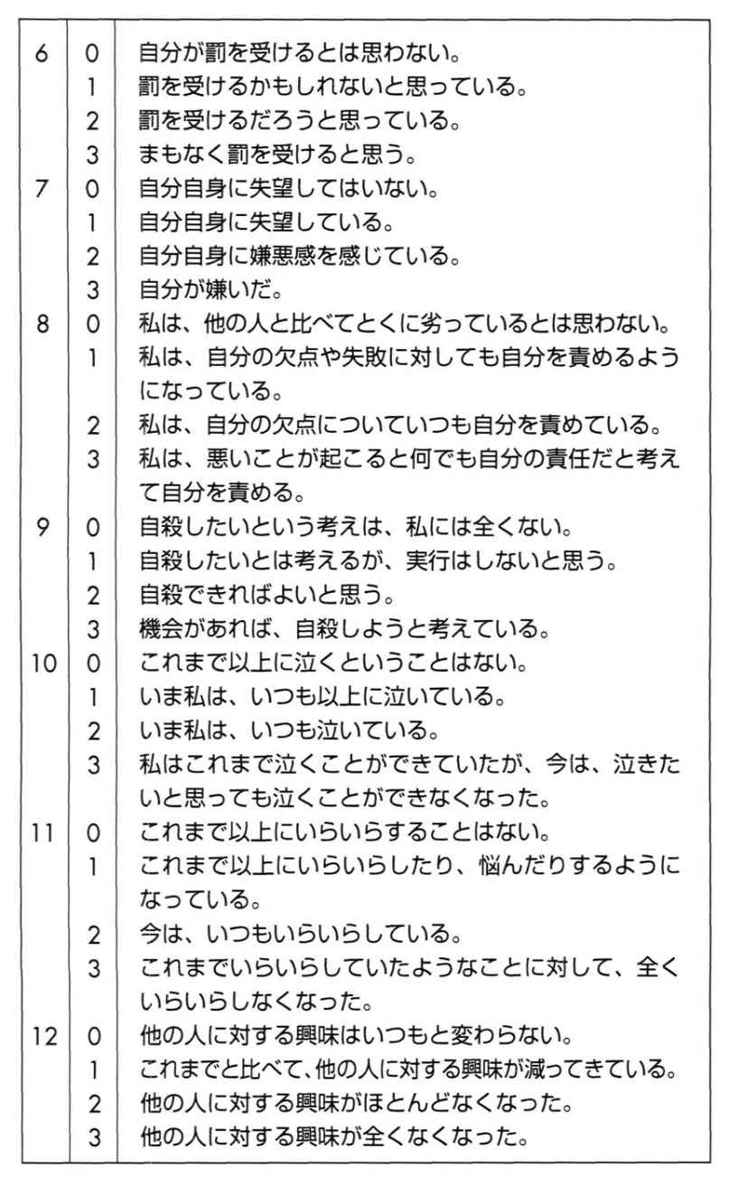 6 0 自分が罰を受けるとは思わない。
1 罰を受けるかもしれないと思っている。
2 罰を受けるだろうと思っている。
3 まもなく罰を受けると思う。
7 0 自分自身に失望してはいない。
1 自分自身に失望している。
2 自分自身に嫌悪感を感じている。
3 自分が嫌いだ。
8 0 私は、他の人と比べてとくに劣っているとは思わない。
1 私は、自分の欠点や失敗に対しても自分を責めるよう
になっている。
2 私は、自分の欠点についていつも自分を責めている。
3 私は、悪いことが起こると何でも自分の責任だと考え
て自分を責める。
9 0 自殺したいという考えは、私には全くない。
1 自殺したいとは考えるが、実行はしないと思う。
2 自殺できればよいと思う。
3 機会があれば、自殺しようと考えている。
10 0 これまで以上に泣くということはない。
1 いま私は、いつも以上に泣いている。
2 いま私は、いつも泣いている。
3 私はこれまで泣くことができていたが、今は、泣きた
いと思っても泣くことができなくなった。
11 0 これまで以上にいらいらすることはない。
1 これまで以上にいらいらしたり、悩んだりするように
なっている。
2 今は、いつもいらいらしている。
3 これまでいらいらしていたようなことに対して、全く
いらいらしなくなった。
12 0 他の人に対する興味はいつもと変わらない。
1 これまでと比べて、他の人に対する興味が減ってきている。
2 他の人に対する興味がほとんどなくなった。
3 他の人に対する興味が全くなくなった。